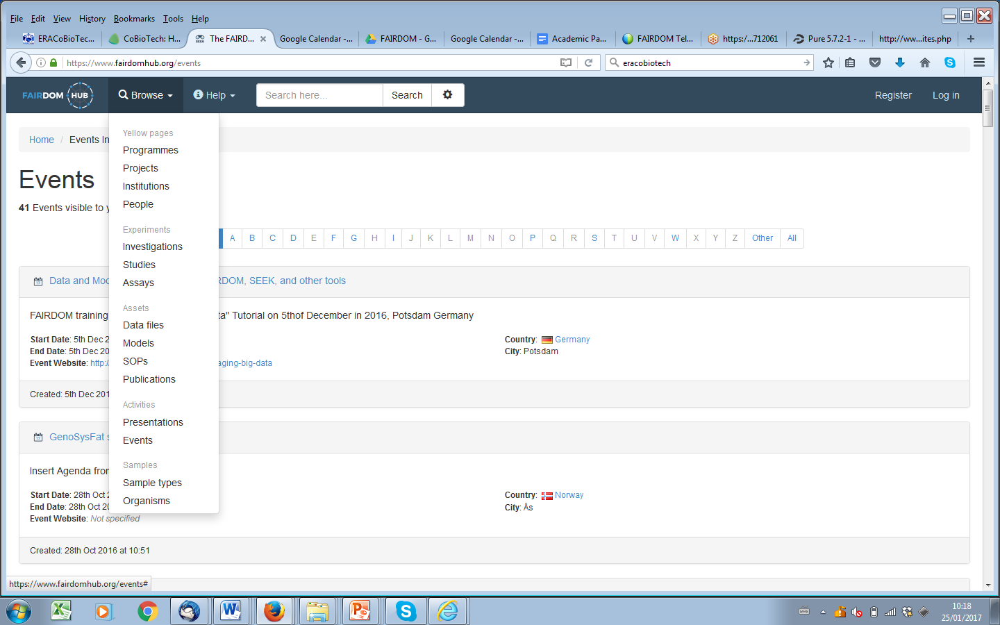 File Edit View History Bookmarks Tools Help
ERACoBioTec... CoBioTech: H... The FAIRD... Google Calendar -... FAIRDOM - G... Google Calendar -... Academic Pa... FAIRDOM Tel... https:/...712061 Pure 5.7.2-1 - ... http://ww...ites.php
https://www.fairdomhub.org/events eracobiotech
FAIRDOM HUB Browse Help Search here... Search Register Log in
Yellow pages
Programmes
Projects
Institutions
People
Experiments
Investigations
Studies
Assays
Assets
Data files
Models
SOPs
Publications
Activities
Presentations
Events
Samples
Sample types
Organisms
Home / Events In
Events
41 Events visible to y
A B C D E F G H I J K L M N O P Q R S T U V W X Y Z Other All
Data and Mod RDOM, SEEK, and other tools
FAIRDOM training ta" Tutorial on 5thof December in 2016, Potsdam Germany
Start Date: 5th Dec 2 Country: Germany
End Date: 5th Dec 20 City: Potsdam
Event Website: http:/ aging-big-data
Created: 5th Dec 201
GenoSysFat s
Insert Agenda fror
Start Date: 28th Oct 2 Country: Norway
End Date: 28th Oct 20 City: Ås
Event Website: Not specified
Created: 28th Oct 2016 at 10:51
https://www.fairdomhub.org/events#
10:18
25/01/2017